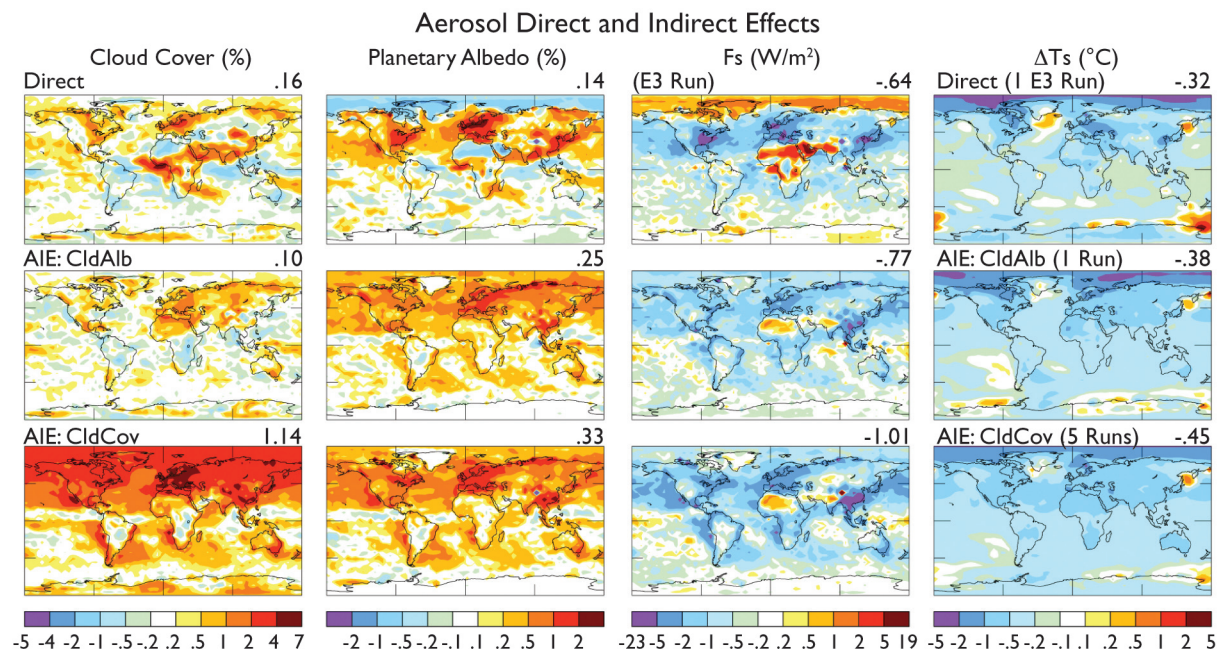 Aerosol Direct and Indirect Effects
Cloud Cover (%) Planetary Albedo (%) Fs (W/m²) ΔTs (°C)
Direct .16 .14 (E3 Run) -.64 Direct (1 E3 Run) -.32
AIE: CldAlb .10 .25 -.77 AIE: CldAlb (1 Run) -.38
AIE: CldCov 1.14 .33 -1.01 AIE: CldCov (5 Runs) -.45
-5 -4 -2 -1 -.5 -.2 .2 .5 1 2 4 7 -2 -1 -.5 -.2 -.1 .1 .2 .5 1 2 -23 -5 -2 -1 -.5 -.2 .2 .5 1 2 5 19 -5 -2 -1 -.5 -.2 -.1 .1 .2 .5 1 2 5